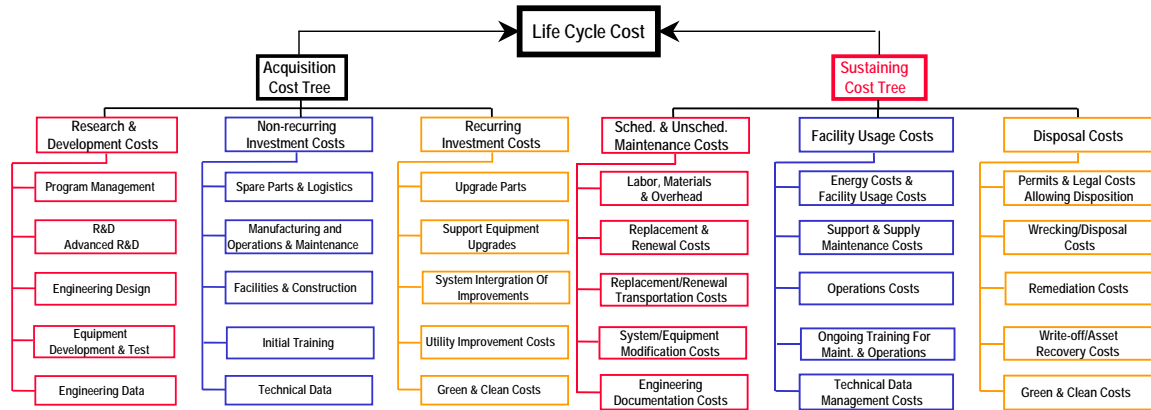 Life Cycle Cost
Acquisition
Cost Tree
Sustaining
Cost Tree
Research &
Development Costs
Program Management
R&D
Advanced R&D
Engineering Design
Equipment
Development & Test
Engineering Data
Non-recurring
Investment Costs
Spare Parts & Logistics
Manufacturing and
Operations & Maintenance
Facilities & Construction
Initial Training
Technical Data
Recurring
Investment Costs
Upgrade Parts
Support Equipment
Upgrades
System Intergration Of
Improvements
Utility Improvement Costs
Green & Clean Costs
Sched. & Unsched.
Maintenance Costs
Labor, Materials
& Overhead
Replacement &
Renewal Costs
Replacement/Renewal
Transportation Costs
System/Equipment
Modification Costs
Engineering
Documentation Costs
Facility Usage Costs
Energy Costs &
Facility Usage Costs
Support & Supply
Maintenance Costs
Operations Costs
Ongoing Training For
Maint. & Operations
Technical Data
Management Costs
Disposal Costs
Permits & Legal Costs
Allowing Disposition
Wrecking/Disposal
Costs
Remediation Costs
Write-off/Asset
Recovery Costs
Green & Clean Costs